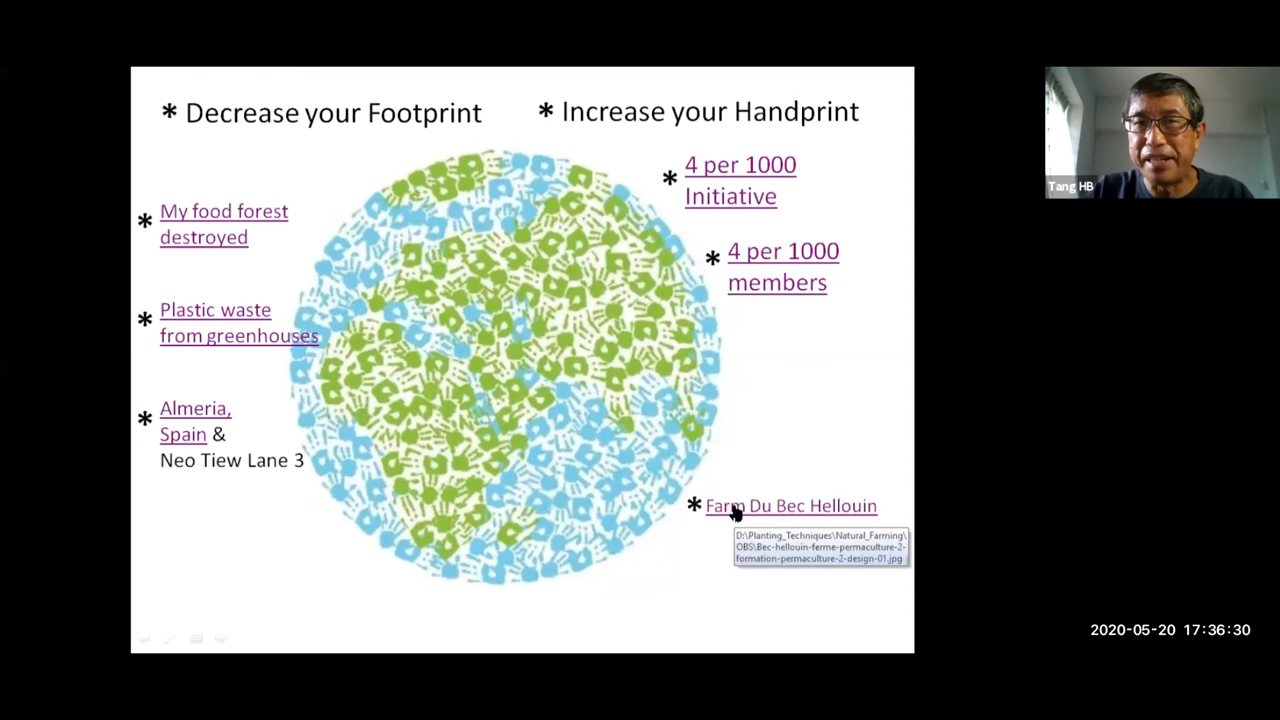 * Decrease your Footprint
* Increase your Handprint
* My food forest
destroyed
* Plastic waste
from greenhouses
* Almeria,
Spain &
Neo Tiew Lane 3
* 4 per 1000
Initiative
* 4 per 1000
members
* Farm Du Bec Hellouin
D:\Planting_Techniques\Natural_Farming\
OBS\Bec-hellouin-ferme-permaculture-2-
formation-permaculture-2-design-01.jpg
Tang HB
2020-05-20 17:36:30